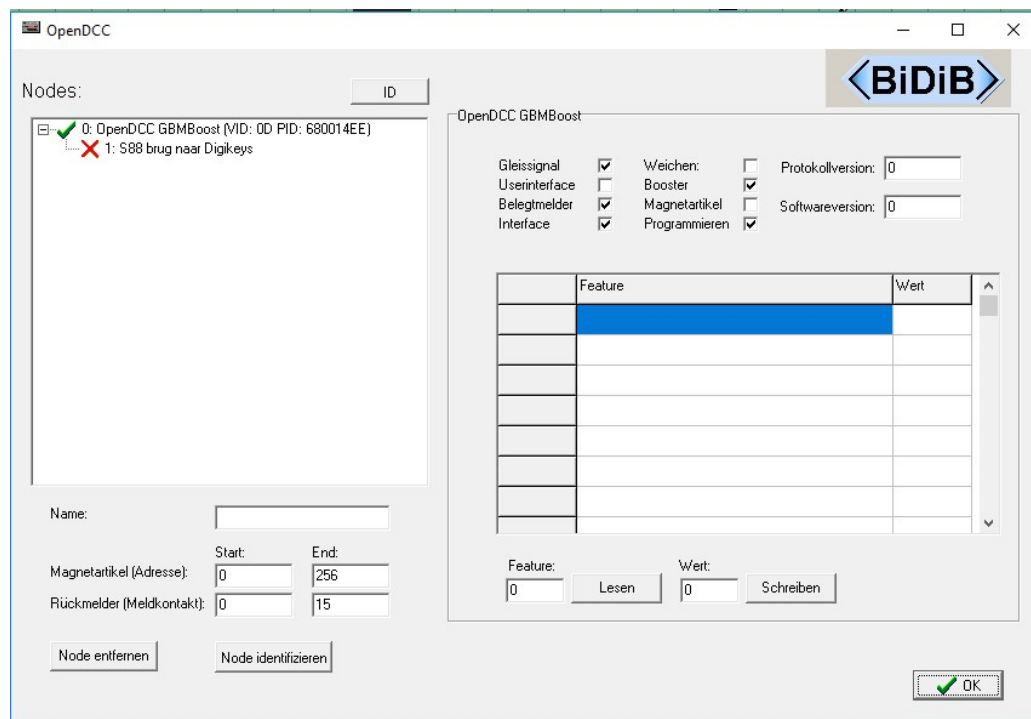 OpenDCC
BiDiB
Nodes:
ID
0: OpenDCC GBMBoost (VID: 0D PID: 680014EE)
1: S88 brug naar Digikeys
Name:
Start: End:
Magnetartikel (Adresse): 0 256
Rückmelder (Meldkontakt): 0 15
Node entfernen Node identifizieren
OpenDCC GBMBoost
Gleissignal Weichen: Protokollversion: 0
Userinterface Booster
Belegtmelder Magnetartikel Softwareversion: 0
Interface Programmieren
Feature Wert
Feature: Wert:
0 Lesen 0 Schreiben
OK